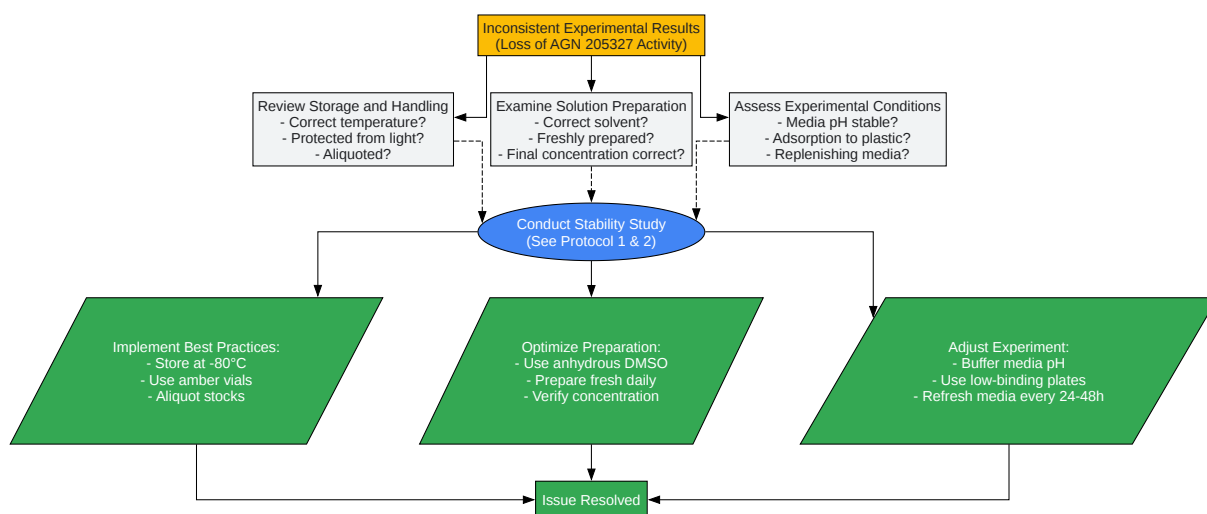 Inconsistent Experimental Results
(Loss of AGN 205327 Activity)
Review Storage and Handling
- Correct temperature?
- Protected from light?
- Aliquoted?
Examine Solution Preparation
- Correct solvent?
- Freshly prepared?
- Final concentration correct?
Assess Experimental Conditions
- Media pH stable?
- Adsorption to plastic?
- Replenishing media?
Conduct Stability Study
(See Protocol 1 & 2)
Implement Best Practices:
- Store at -80°C
- Use amber vials
- Aliquot stocks
Optimize Preparation:
- Use anhydrous DMSO
- Prepare fresh daily
- Verify concentration
Adjust Experiment:
- Buffer media pH
- Use low-binding plates
- Refresh media every 24-48h
Issue Resolved